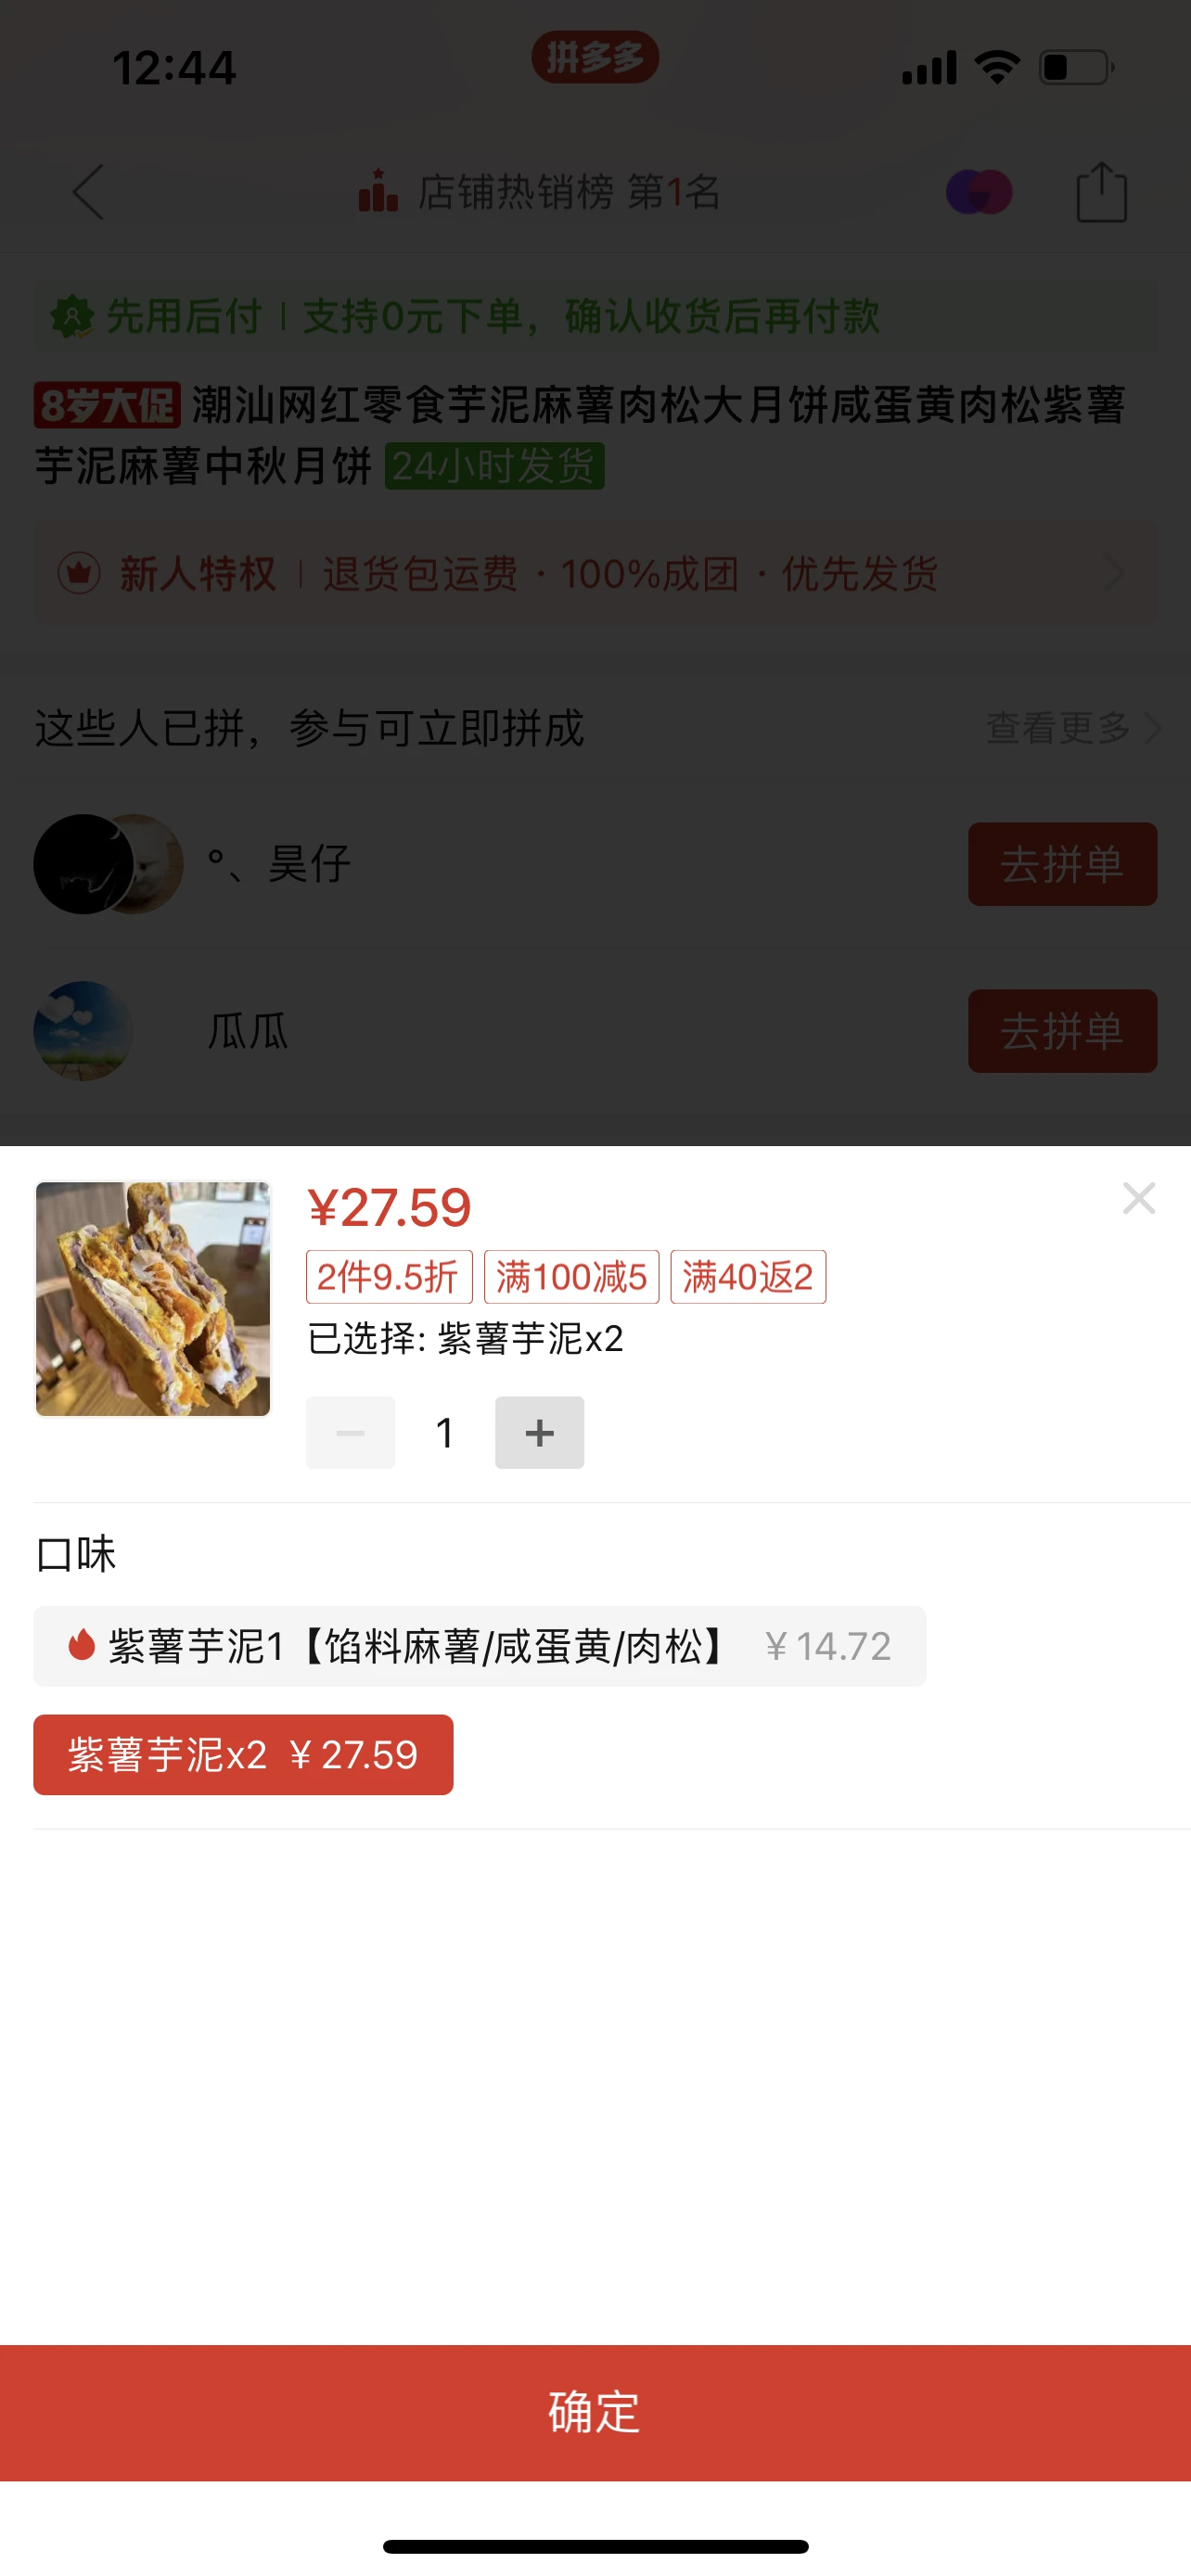 12:44
拼多多
店铺热销榜 第1名
先用后付 | 支持0元下单，确认收货后再付款
8岁大促 潮汕网红零食芋泥麻薯肉松大月饼咸蛋黄肉松紫薯
芋泥麻薯中秋月饼 24小时发货
新人特权 | 退货包运费 · 100%成团 · 优先发货
这些人已拼，参与可立即拼成 查看更多
°、昊仔 去拼单
瓜瓜 去拼单
¥27.59
2件9.5折 满100减5 满40返2
已选择: 紫薯芋泥x2
1
口味
紫薯芋泥1【馅料麻薯/咸蛋黄/肉松】 ¥ 14.72
紫薯芋泥x2 ¥ 27.59
确定